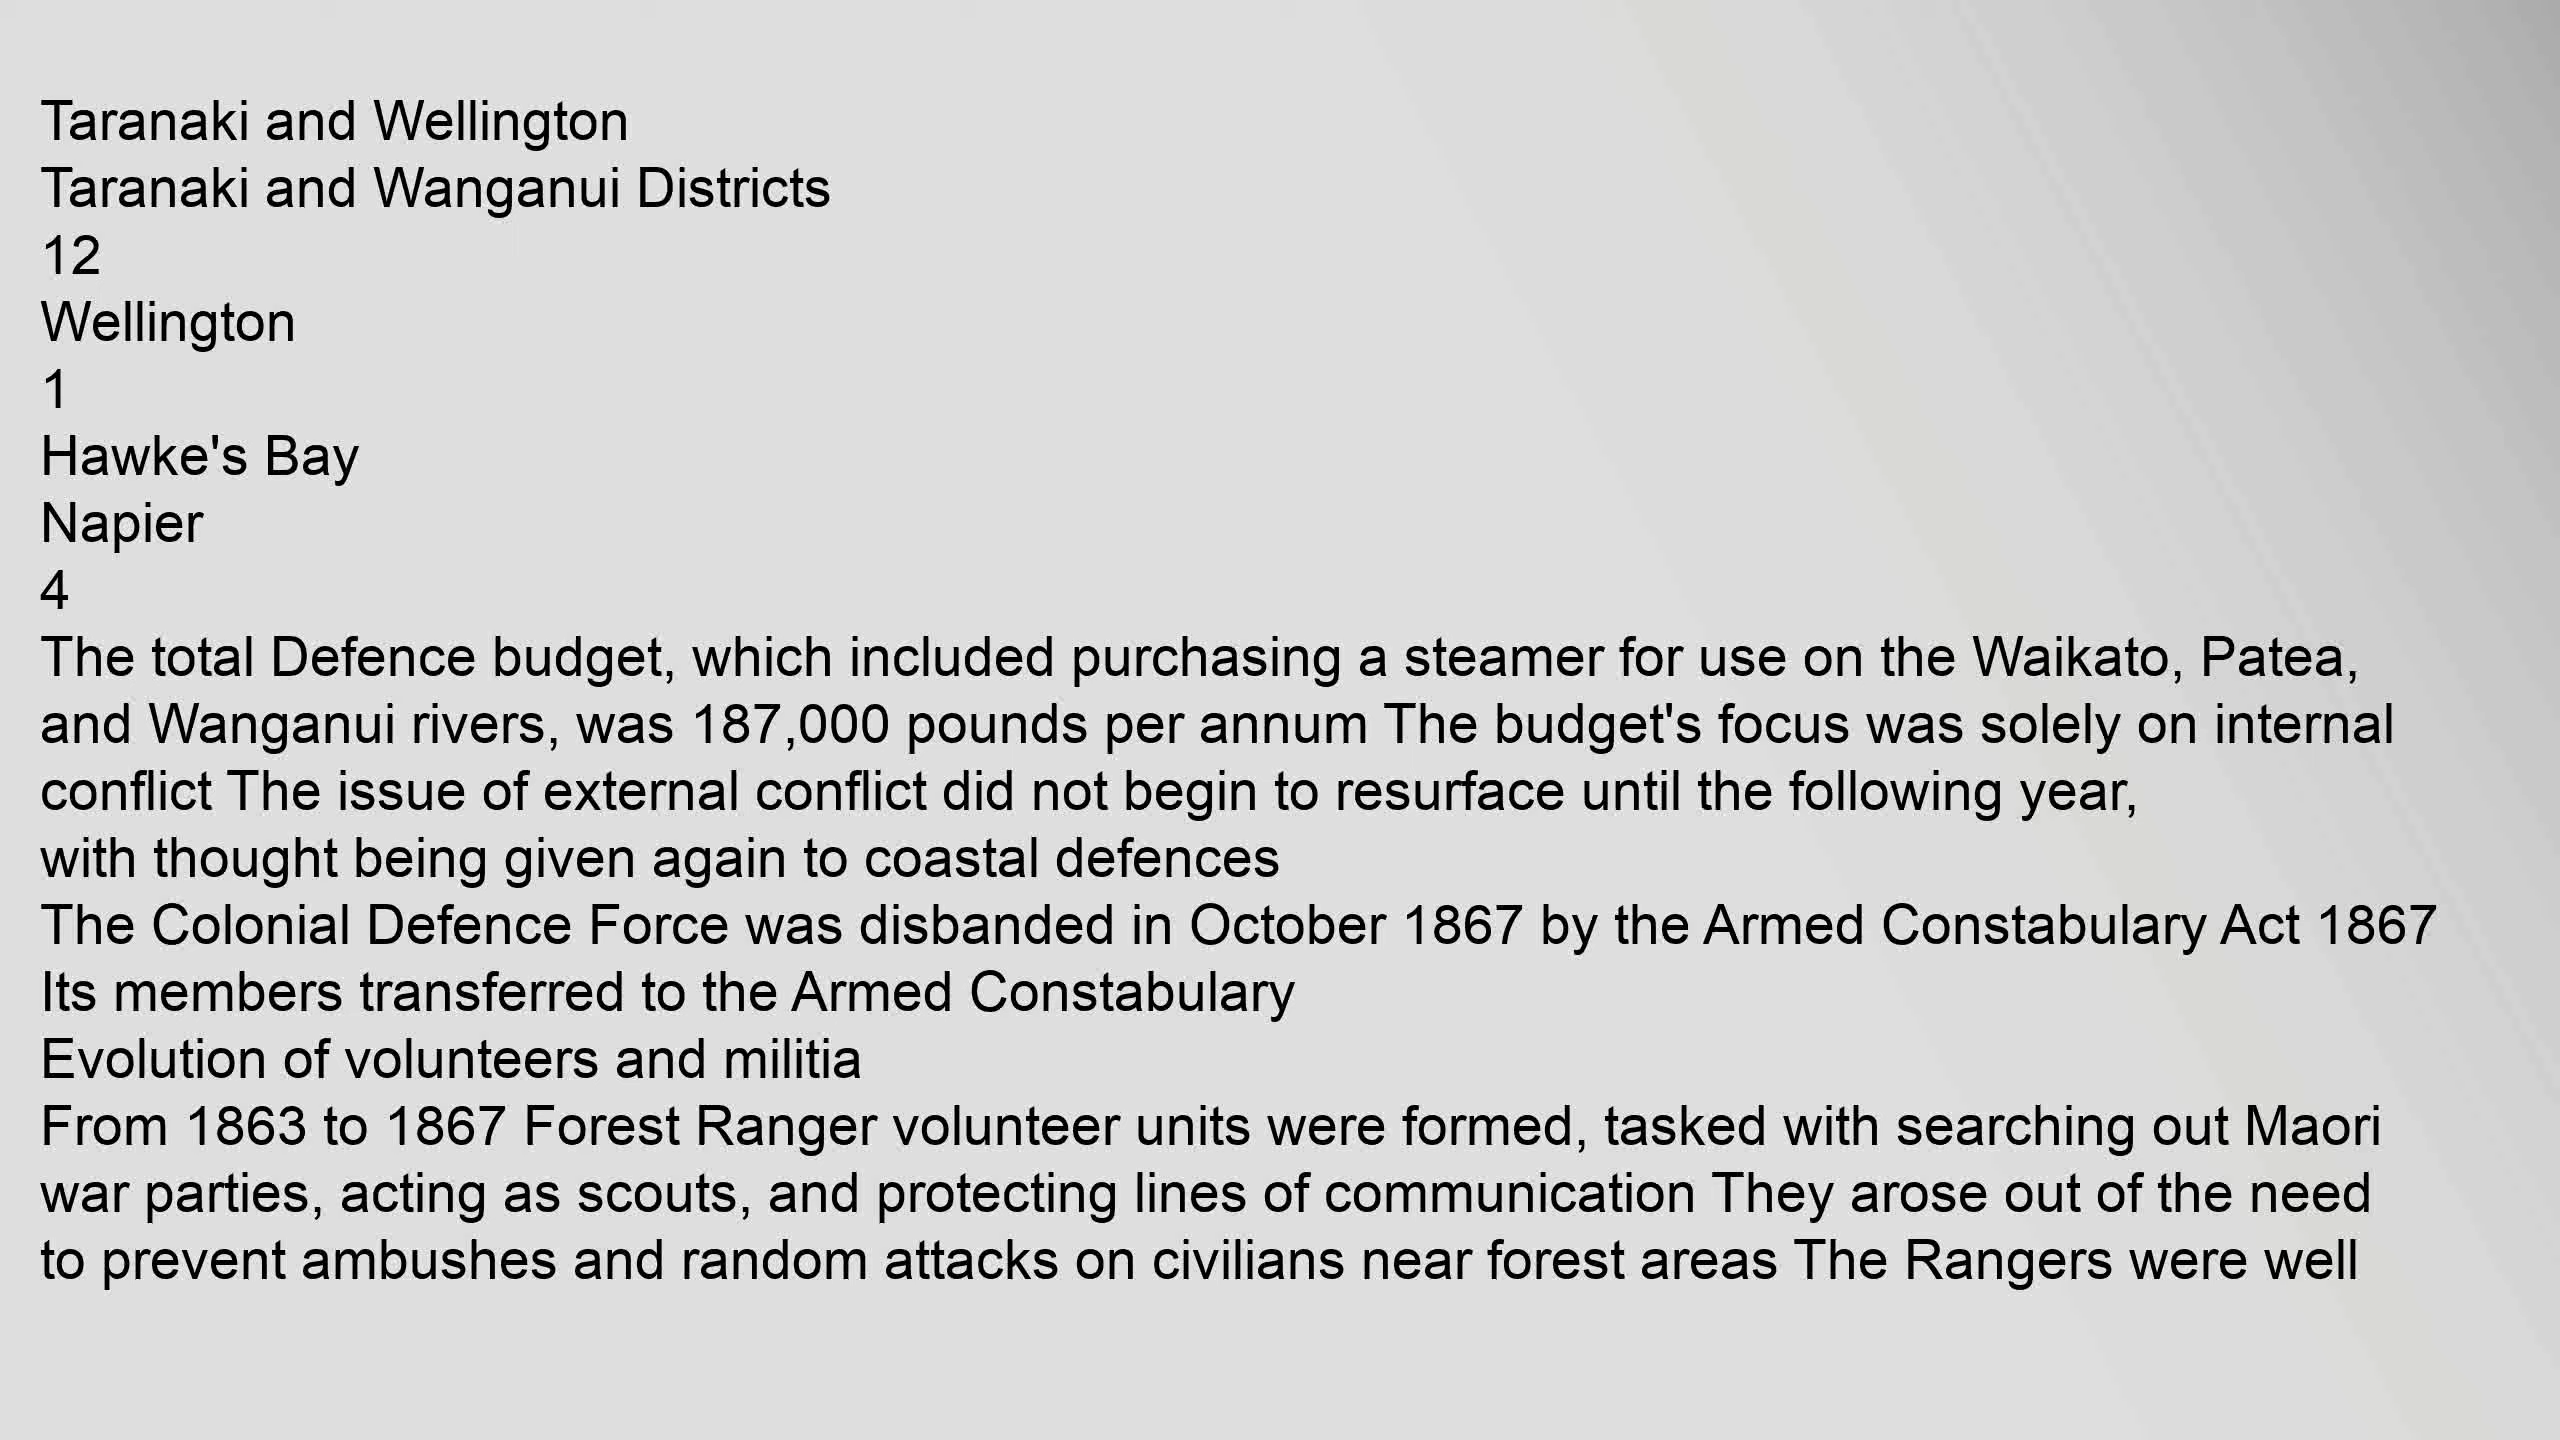 Taranaki and Wellington
Taranaki and Wanganui Districts
12
Wellington
1
Hawke's Bay
Napier
4
The total Defence budget, which included purchasing a steamer for use on the Waikato, Patea,
and Wanganui rivers, was 187,000 pounds per annum The budget's focus was solely on internal
conflict The issue of external conflict did not begin to resurface until the following year,
with thought being given again to coastal defences
The Colonial Defence Force was disbanded in October 1867 by the Armed Constabulary Act 1867
Its members transferred to the Armed Constabulary
Evolution of volunteers and militia
From 1863 to 1867 Forest Ranger volunteer units were formed, tasked with searching out Maori
war parties, acting as scouts, and protecting lines of communication They arose out of the need
to prevent ambushes and random attacks on civilians near forest areas The Rangers were well